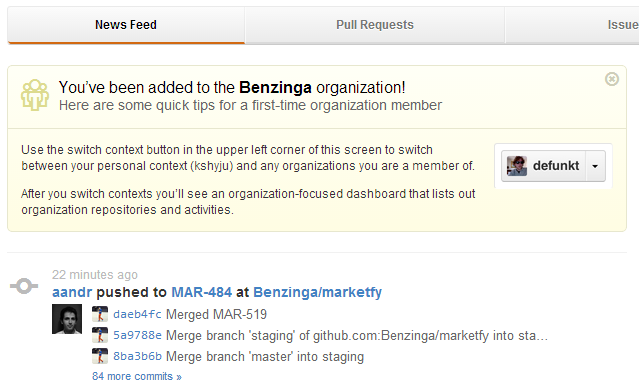 News Feed Pull Requests Issue
You've been added to the Benzinga organization!
Here are some quick tips for a first-time organization member
Use the switch context button in the upper left corner of this screen to switch
between your personal context (kshyju) and any organizations you are a member of.
defunkt
After you switch contexts you'll see an organization-focused dashboard that lists out
organization repositories and activities.
22 minutes ago
aandr pushed to MAR-484 at Benzinga/marketfy
daeb4fc Merged MAR-519
5a9788e Merge branch 'staging' of github.com:Benzinga/marketfy into sta...
8ba3b6b Merge branch 'master' into staging
84 more commits »